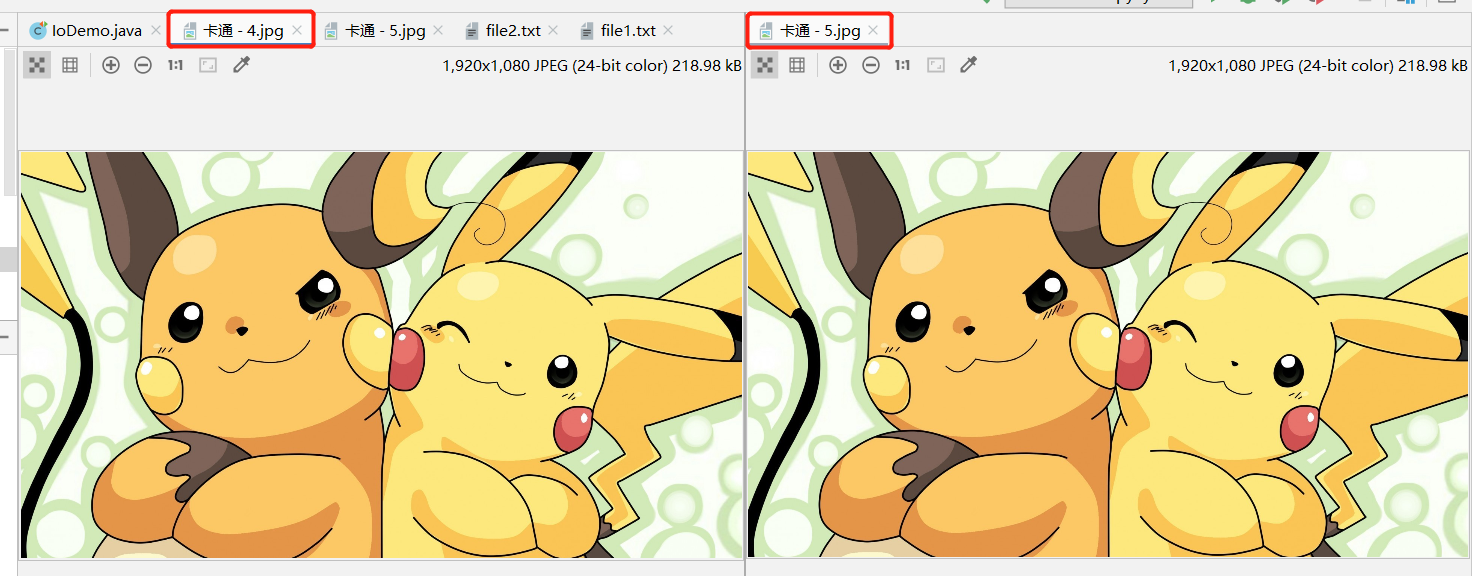 IoDemo.java 卡通 - 4.jpg 卡通 - 5.jpg file2.txt file1.txt 卡通 - 5.jpg
1:1 1,920x1,080 JPEG (24-bit color) 218.98 kB 1:1 1,920x1,080 JPEG (24-bit color) 218.98 kB